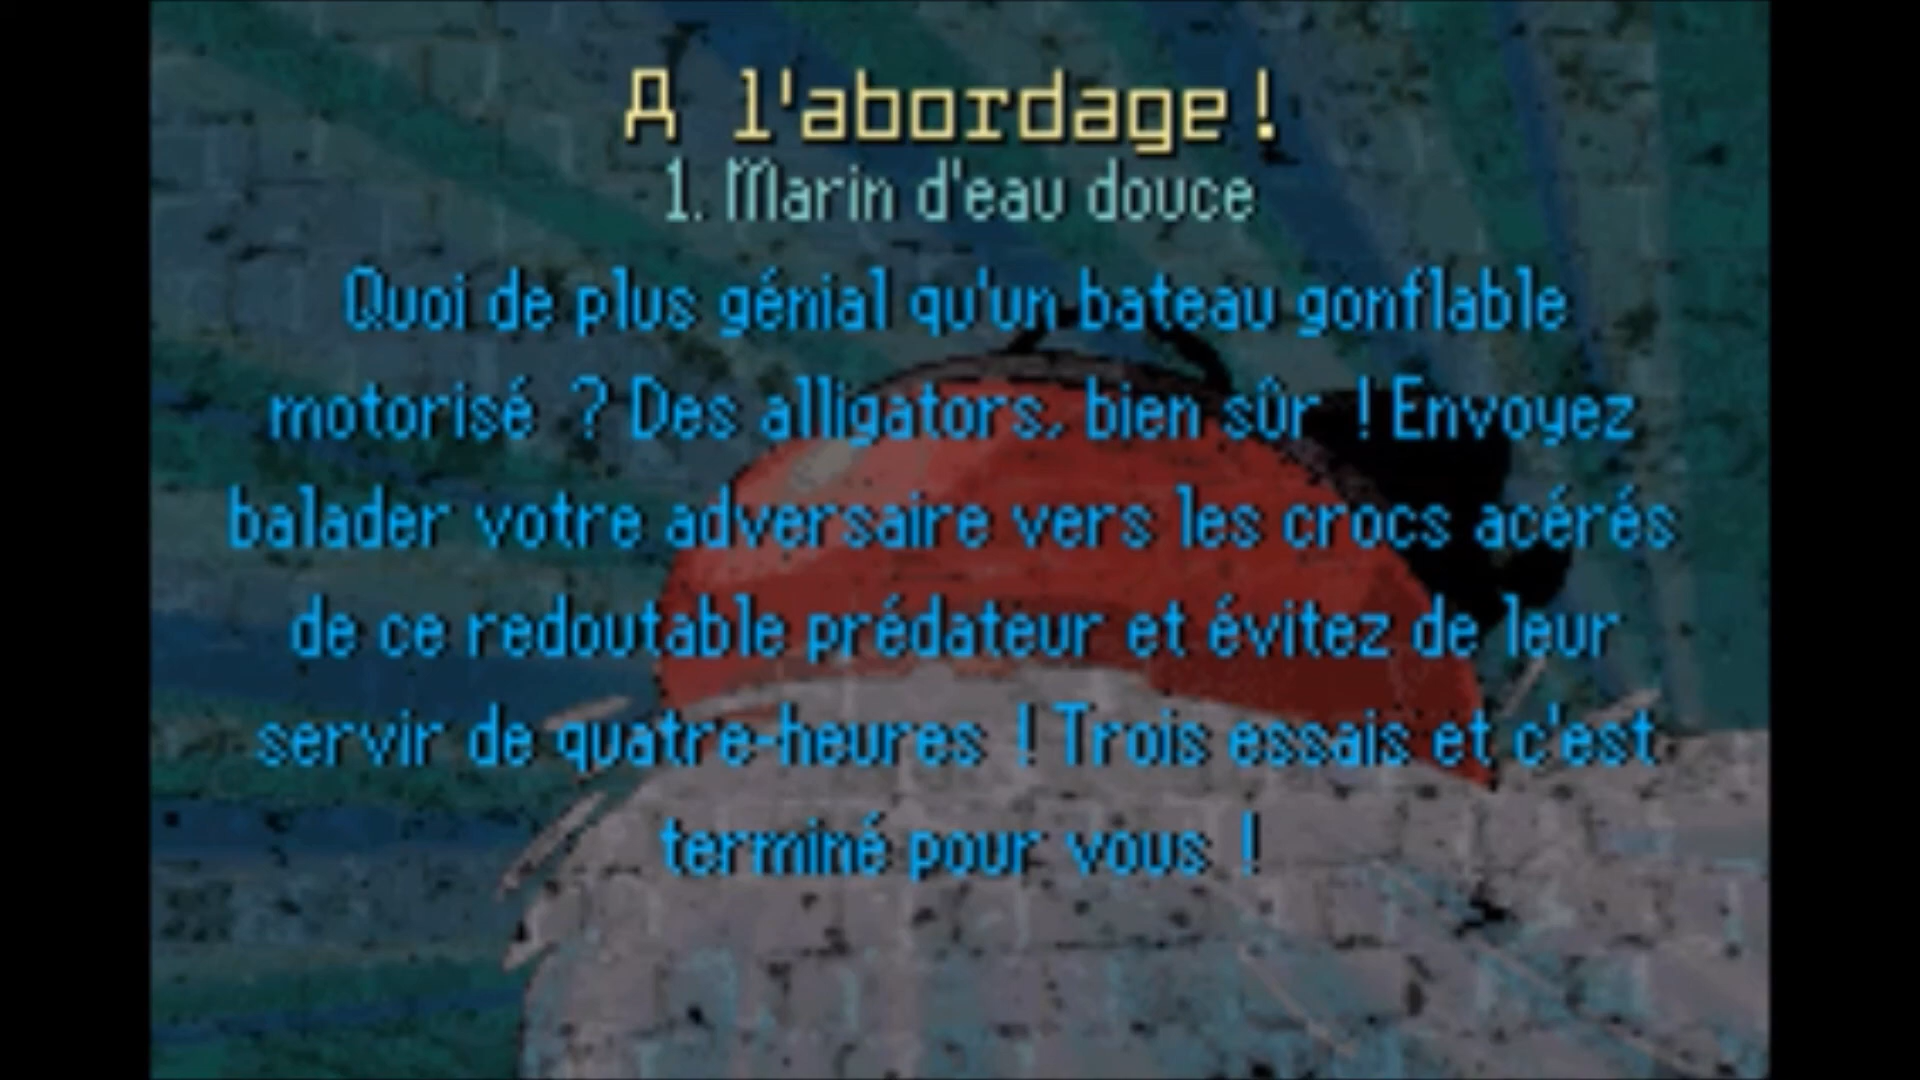 A l'abordage !
1. Marin d'eau douce
Quoi de plus génial qu'un bateau gonflable
motorisé ? Des alligators, bien sûr ! Envoyez
balader votre adversaire vers les crocs acérés
de ce redoutable prédateur et évitez de leur
servir de quatre-heures ! Trois essais et c'est
terminé pour vous !